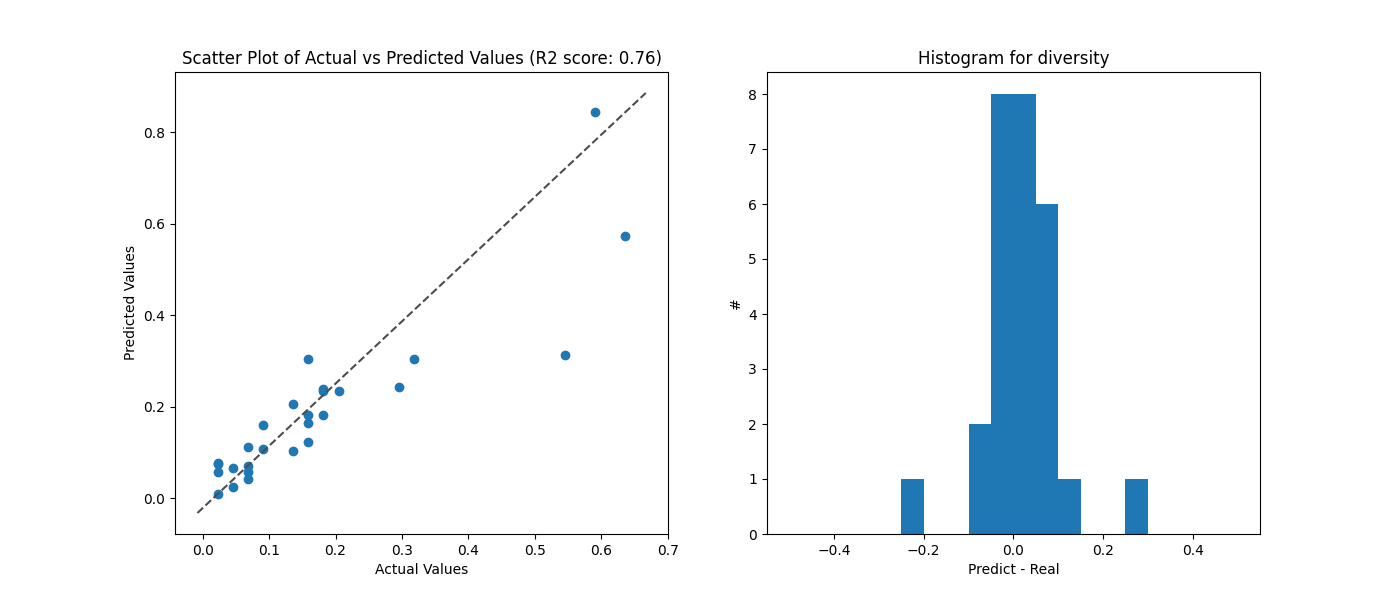 Scatter Plot of Actual vs Predicted Values (R2 score: 0.76)
Predicted Values
0.8
0.6
0.4
0.2
0.0
0.0 0.1 0.2 0.3 0.4 0.5 0.6 0.7
Actual Values
Histogram for diversity
#
8
7
6
5
4
3
2
1
0
−0.4 −0.2 0.0 0.2 0.4
Predict - Real